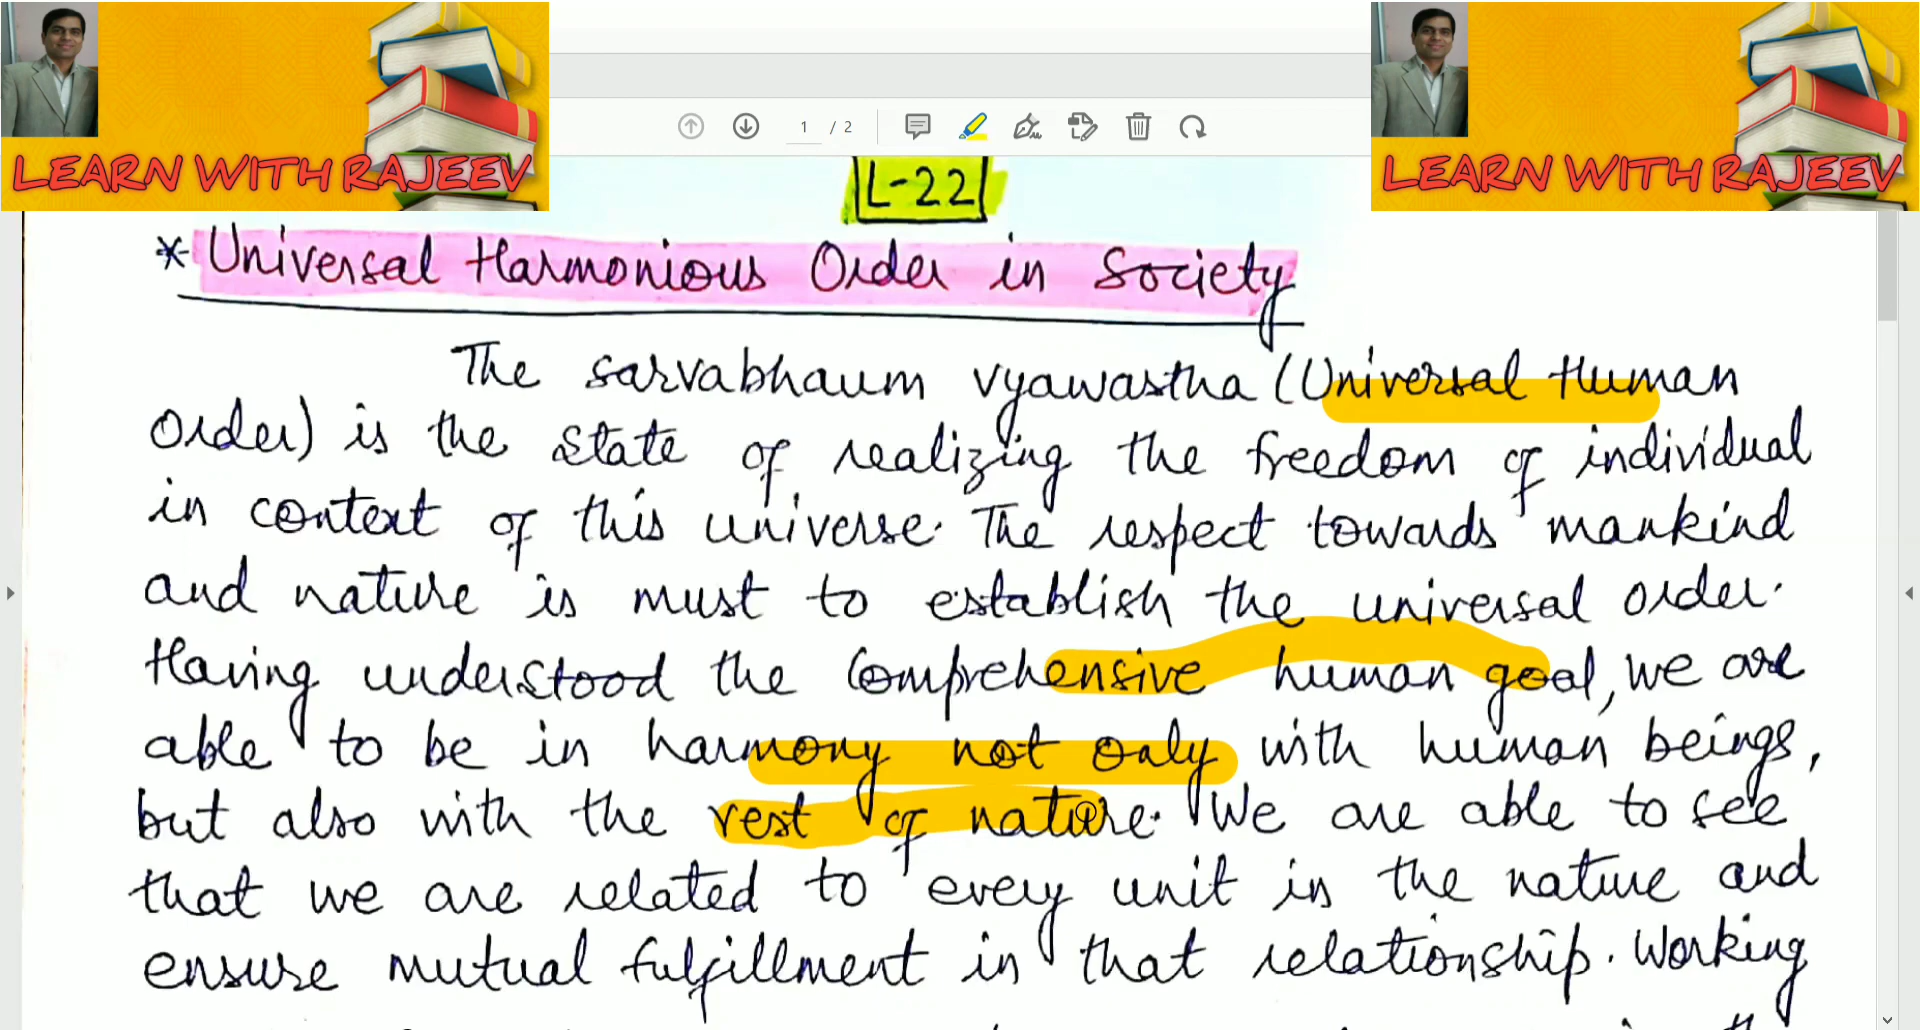 LEARN WITH RAJEEV
LEARN WITH RAJEEV
1 / 2
L-22
* Universal Harmonious Order in Society
The sarvabhaum vyawastha (Universal Human
Order) is the state of realizing the freedom of individual
in context of this universe. The respect towards mankind
and nature is must to establish the universal order.
Having understood the Comprehensive human goal, we are
able to be in harmony not only with human beings,
but also with the rest of nature. We are able to see
that we are related to every unit in the nature and
ensure mutual fulfillment in that relationship. Working